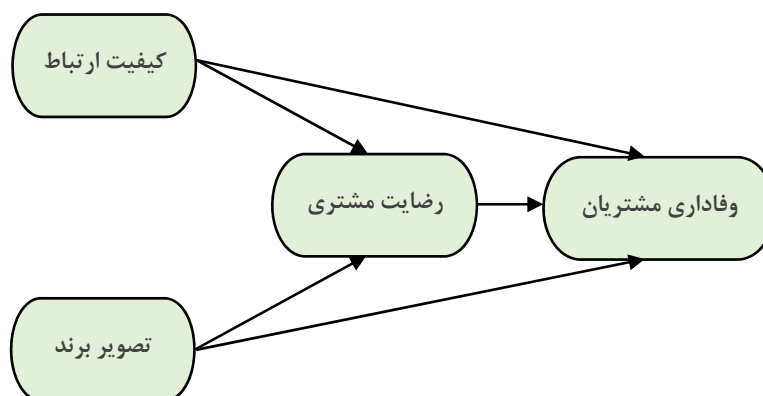 کیفیت ارتباط
رضایت مشتری
وفاداری مشتریان
تصویر برند